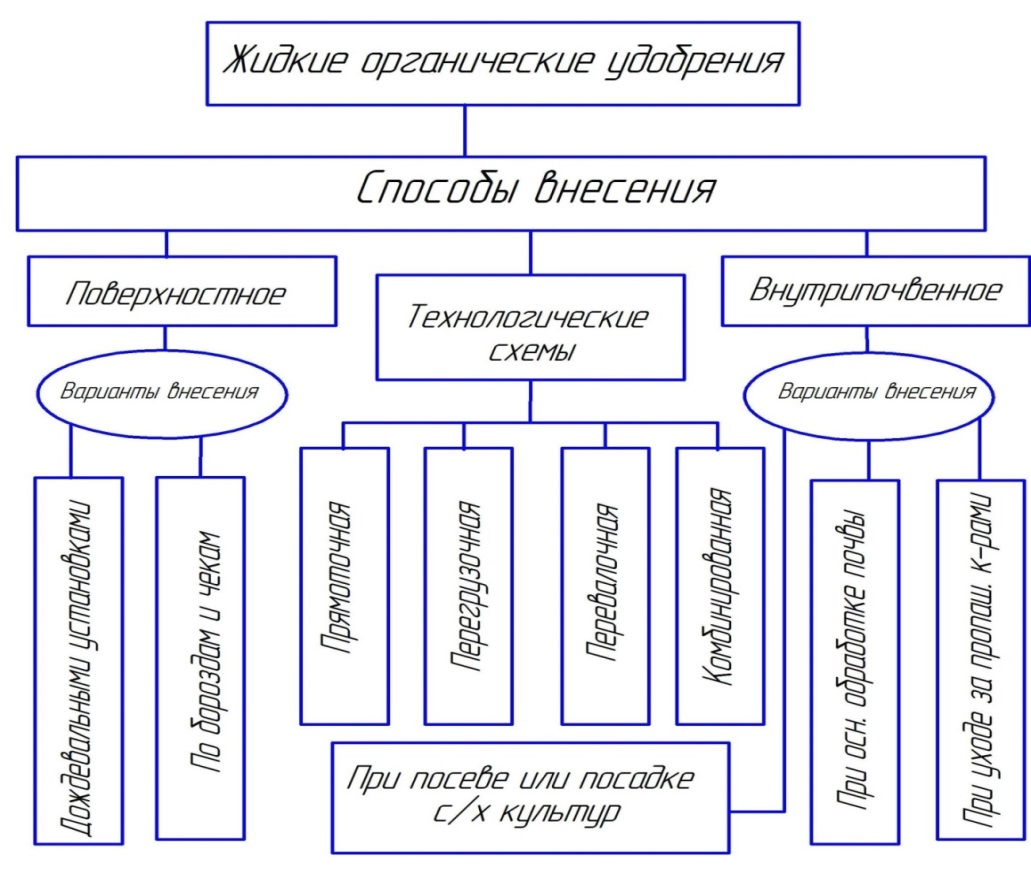 Жидкие органические удобрения
Способы внесения
Поверхностное
Технологические
схемы
Внутрипочвенное
Варианты внесения
Варианты внесения
Дождевальными установками
По бороздам и чекам
Прямоточная
Перегрузочная
Перевалочная
Комбинированная
При осн. обработке почвы
При уходе за пропаш. к-рами
При посеве или посадке
с/х культур